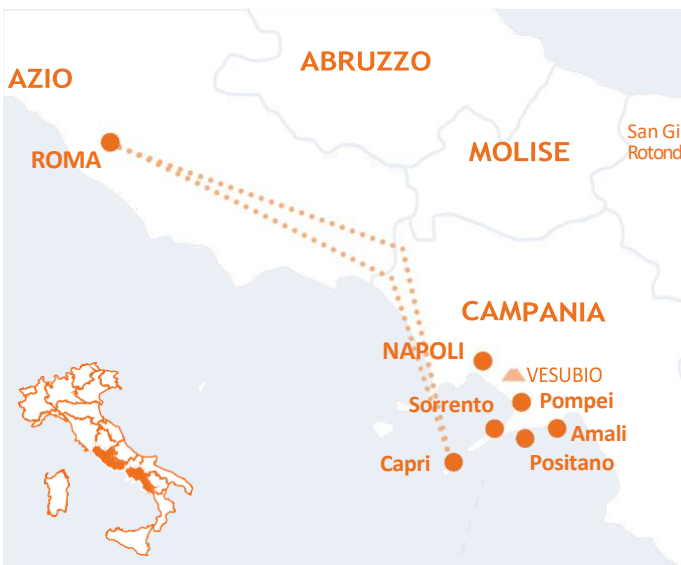 ABRUZZO
AZIO
San Gi
Rotond
MOLISE
ROMA
CAMPANIA
NAPOLI
VESUBIO
Pompei
Sorrento
Amali
Capri
Positano